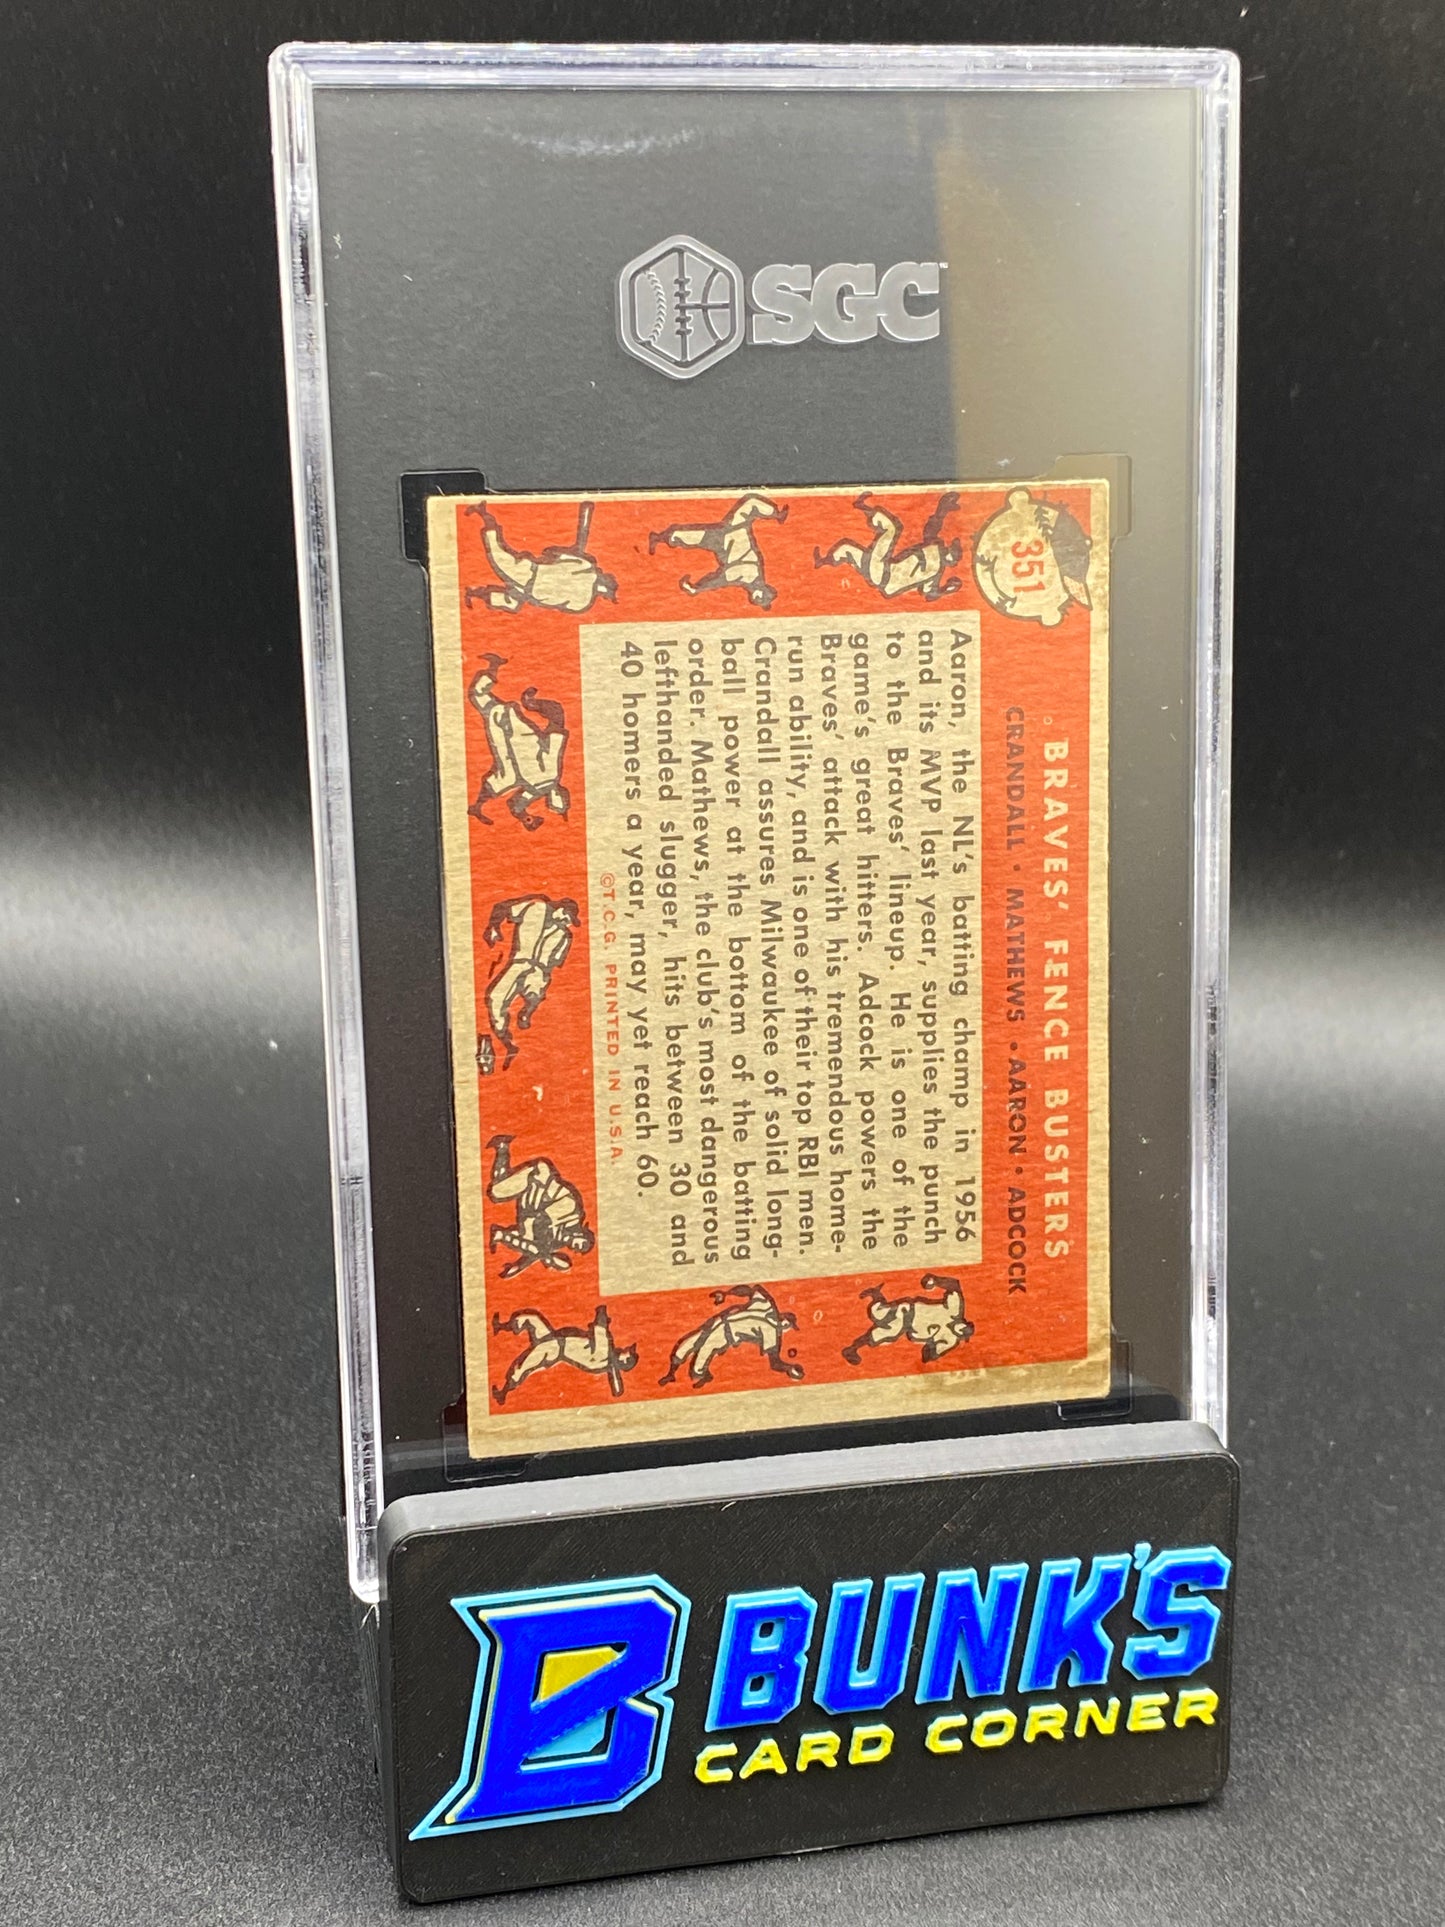 SGC™
351
BRAVES' FENCE BUSTERS
CRANDALL • MATHEWS • AARON • ADCOCK
Aaron, the NL's batting champ in 1956
and its MVP last year, supplies the punch
to the Braves' lineup. He is one of the
game's great hitters. Adcock powers the
Braves' attack with his tremendous home-
run ability, and is one of their top RBI men.
Crandall assures Milwaukee of solid long-
ball power at the bottom of the batting
order. Mathews, the club's most dangerous
lefthanded slugger, hits between 30 and
40 homers a year, may yet reach 60.
©T.C.G. PRINTED IN U.S.A.
B BUNK'S
CARD CORNER